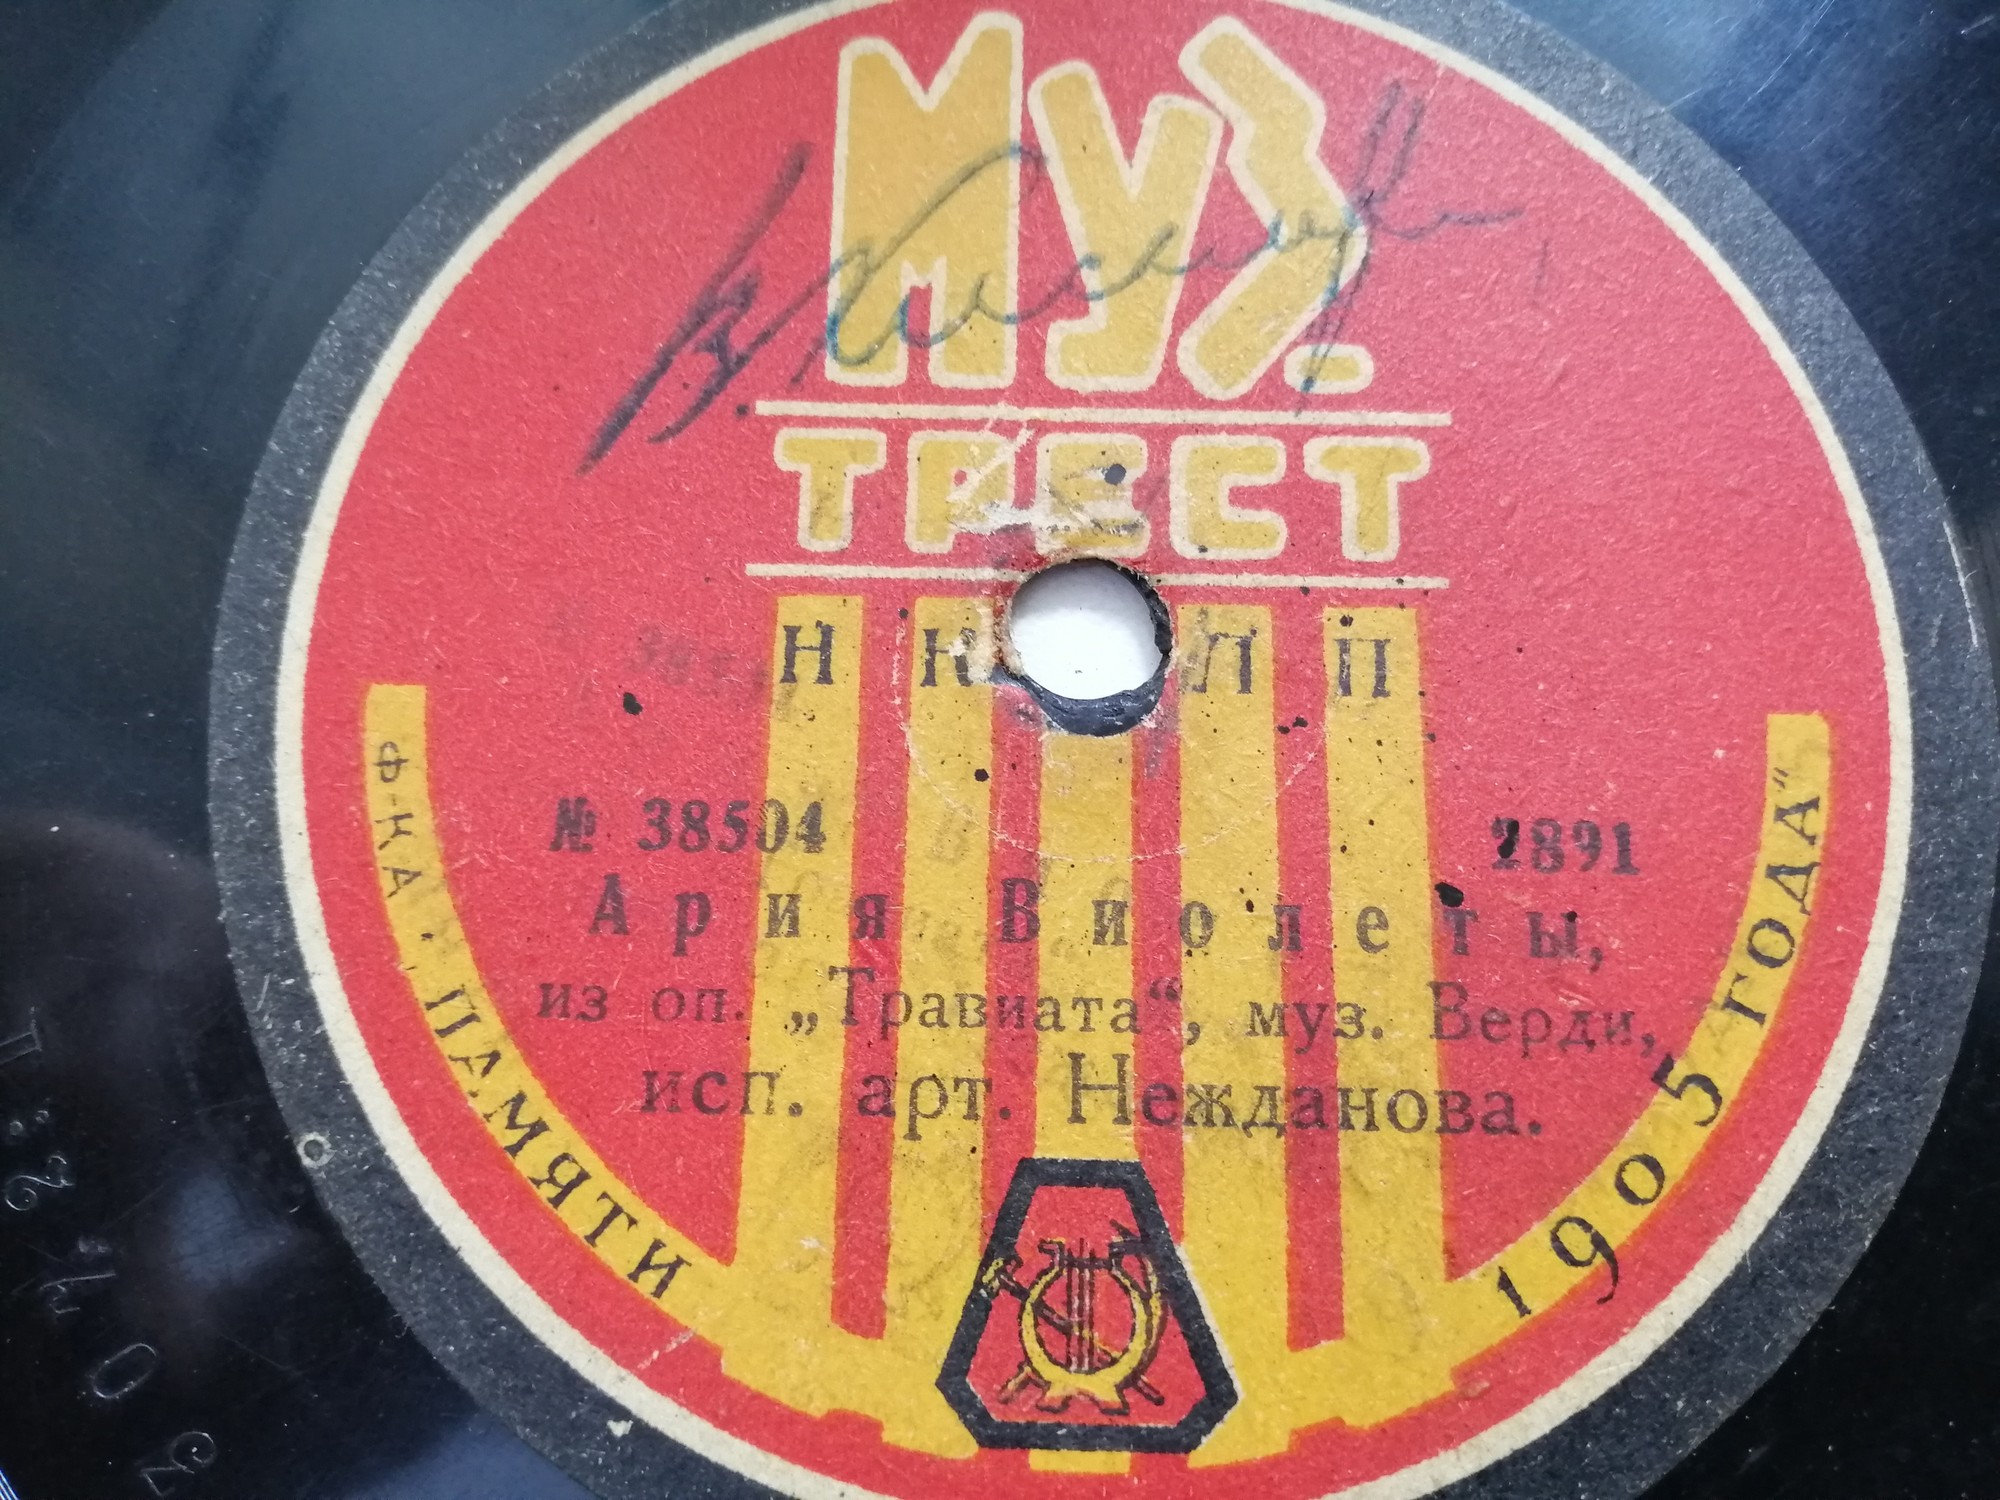 МУЗ.
ТРЕСТ
НКЛП
№ 38504 2891
Ария Виолеты,
из оп. „Травиата“, муз. Верди,
исп. арт. Нежданова.
Ф-КА ПАМЯТИ 1905 ГОДА"